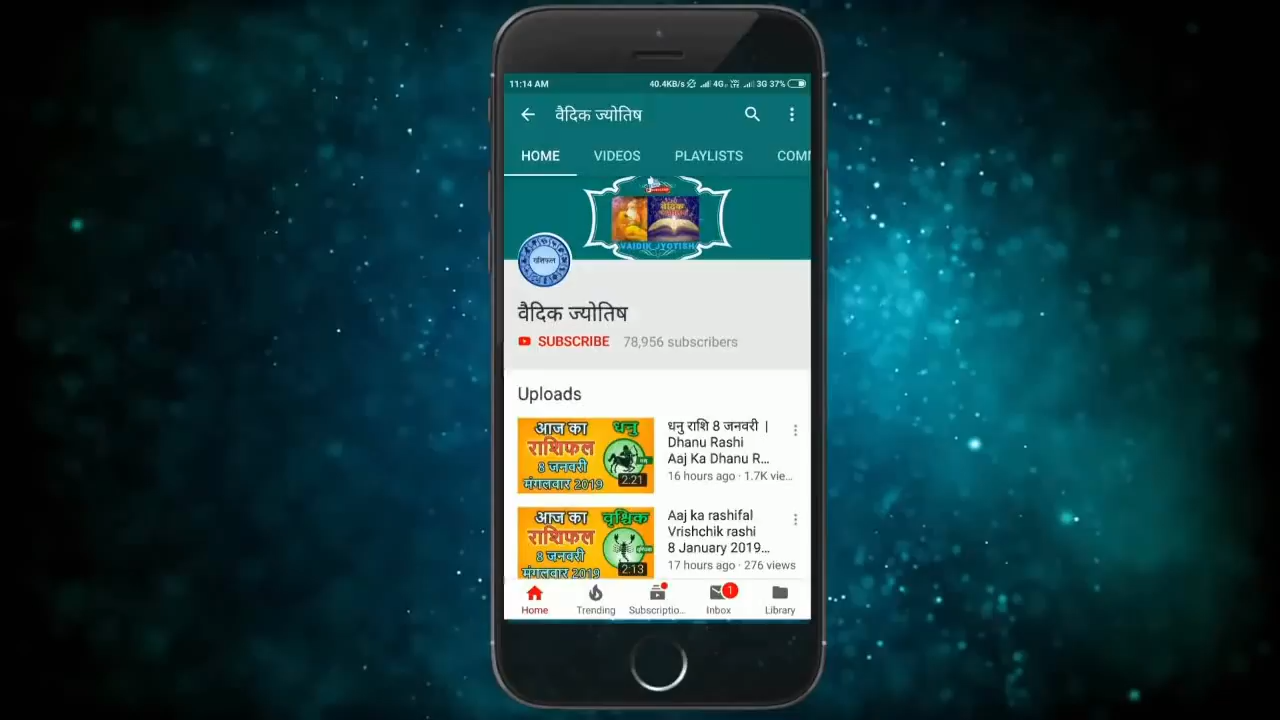 11:14 AM
40.4KB/s 4G 3G 37%
वैदिक ज्योतिष
HOME VIDEOS PLAYLISTS COMM
वैदिक
VAIDIK JYOTISH
राशिफल
वैदिक ज्योतिष
SUBSCRIBE 78,956 subscribers
Uploads
आज का धनु
राशिफल
8 जनवरी
मंगलवार 2019
2:21
धनु राशि 8 जनवरी |
Dhanu Rashi
Aaj Ka Dhanu R...
16 hours ago · 1.7K vie...
आज का वृश्चिक
राशिफल
8 जनवरी
मंगलवार 2019
2:13
Aaj ka rashifal
Vrishchik rashi
8 January 2019...
17 hours ago · 276 views
Home Trending Subscriptio... Inbox 1 Library